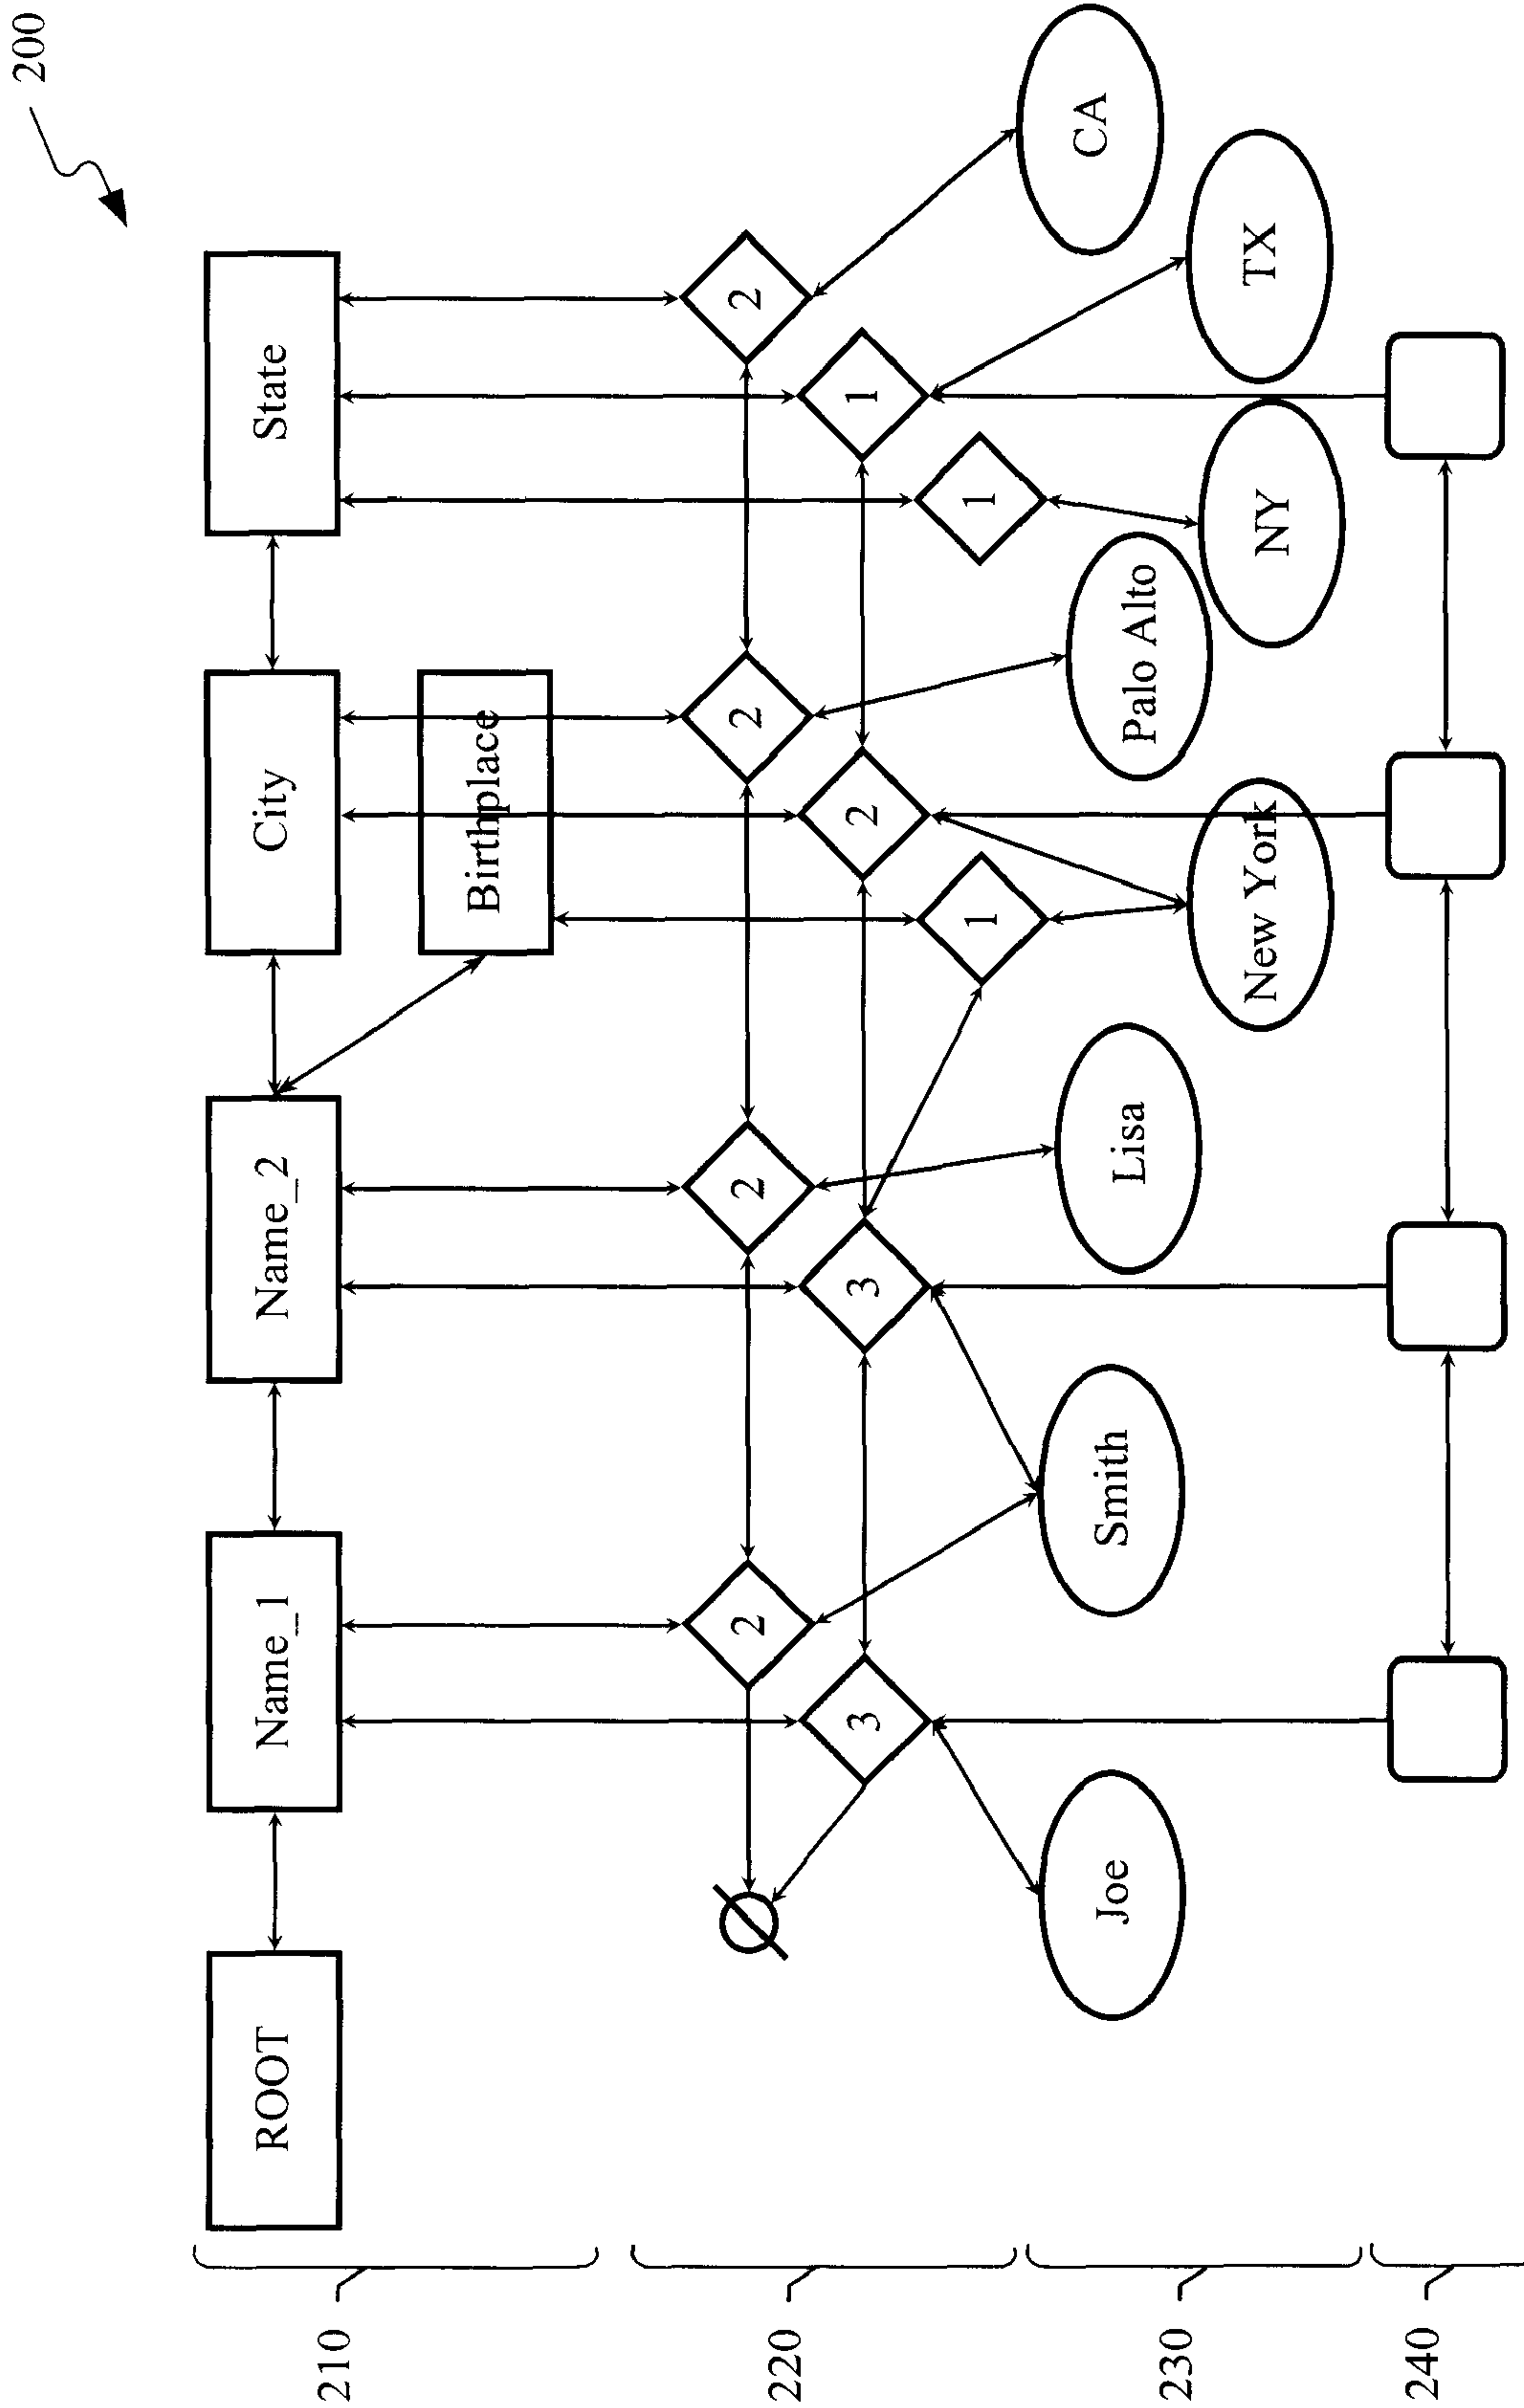 200
ROOT
Name_1
Name_2
City
State
Birthplace
210
2
2
2
2
3
3
2
1
1
1
220
Joe
Smith
Lisa
New York
Palo Alto
NY
TX
CA
230
240